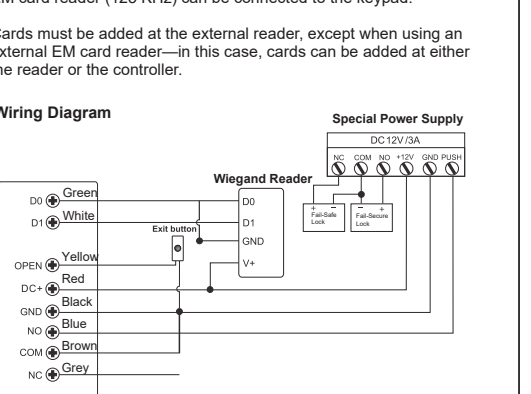 EM card reader (125 KHz) can be connected to the keypad.
Cards must be added at the external reader, except when using an
external EM card reader—in this case, cards can be added at either
the reader or the controller.
Wiring Diagram
Special Power Supply
DC 12V /3A
NC COM NO +12V GND PUSH
Wiegand Reader
D0 Green
D1 White
Exit button
OPEN Yellow
DC+ Red
GND Black
NO Blue
COM Brown
NC Grey
D0
D1
GND
V+
+ −
Fail-Safe
Lock
− +
Fail-Secure
Lock